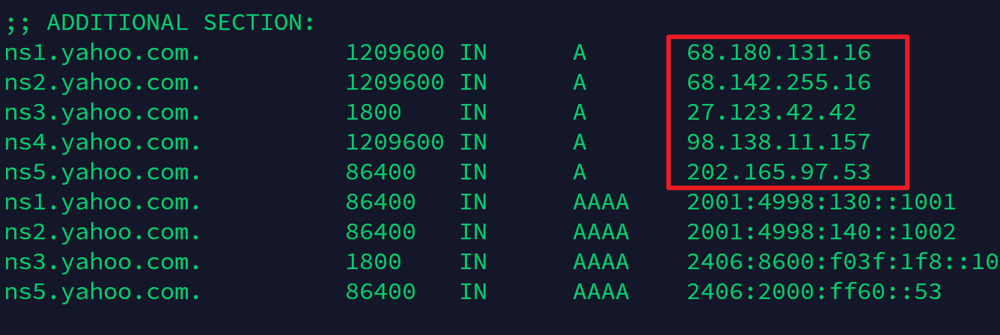 ;; ADDITIONAL SECTION:
ns1.yahoo.com. 1209600 IN A 68.180.131.16
ns2.yahoo.com. 1209600 IN A 68.142.255.16
ns3.yahoo.com. 1800 IN A 27.123.42.42
ns4.yahoo.com. 1209600 IN A 98.138.11.157
ns5.yahoo.com. 86400 IN A 202.165.97.53
ns1.yahoo.com. 86400 IN AAAA 2001:4998:130::1001
ns2.yahoo.com. 86400 IN AAAA 2001:4998:140::1002
ns3.yahoo.com. 1800 IN AAAA 2406:8600:f03f:1f8::10
ns5.yahoo.com. 86400 IN AAAA 2406:2000:ff60::53